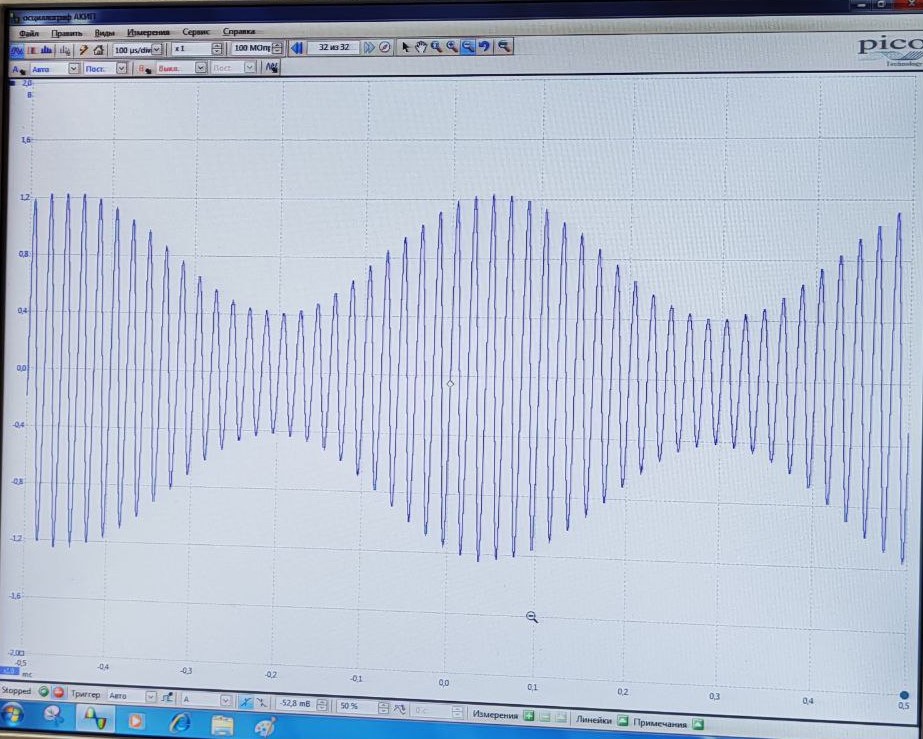 осциллограф АКИП
Файл Править Виды Измерения Сервис Справка
100 µs/div x 1 100 МОп 32 из 32
pico
Technology
A Авто Пост. B Выкл. Пост.
2,0
В
1,6
1,2
0,8
0,4
0,0
-0,4
-0,8
-1,2
-1,6
-2,0
-0,5 -0,4 -0,3 -0,2 -0,1 0,0 0,1 0,2 0,3 0,4 0,5
x1,0 мс
Stopped Триггер Авто A -52,8 mВ 50 % 0 с Измерения Линейки Примечания